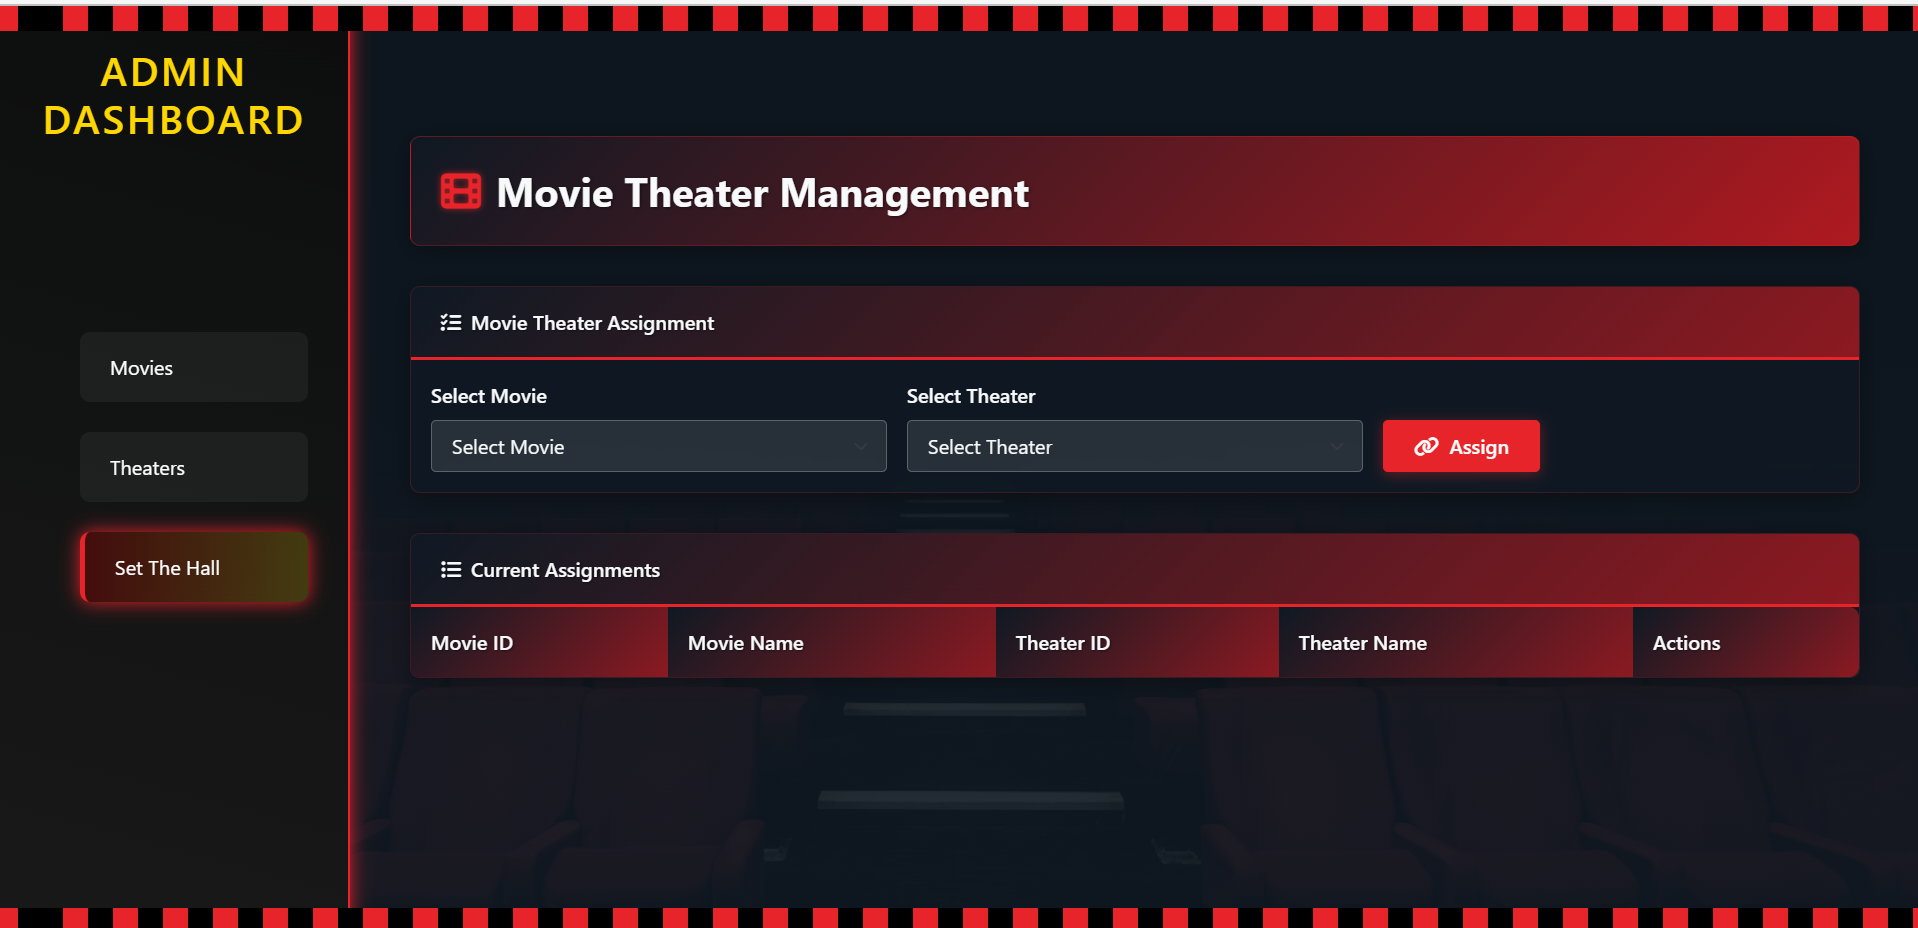 ADMIN
DASHBOARD
Movies
Theaters
Set The Hall
Movie Theater Management
Movie Theater Assignment
Select Movie
Select Theater
Select Movie
Select Theater
Assign
Current Assignments
Movie ID
Movie Name
Theater ID
Theater Name
Actions